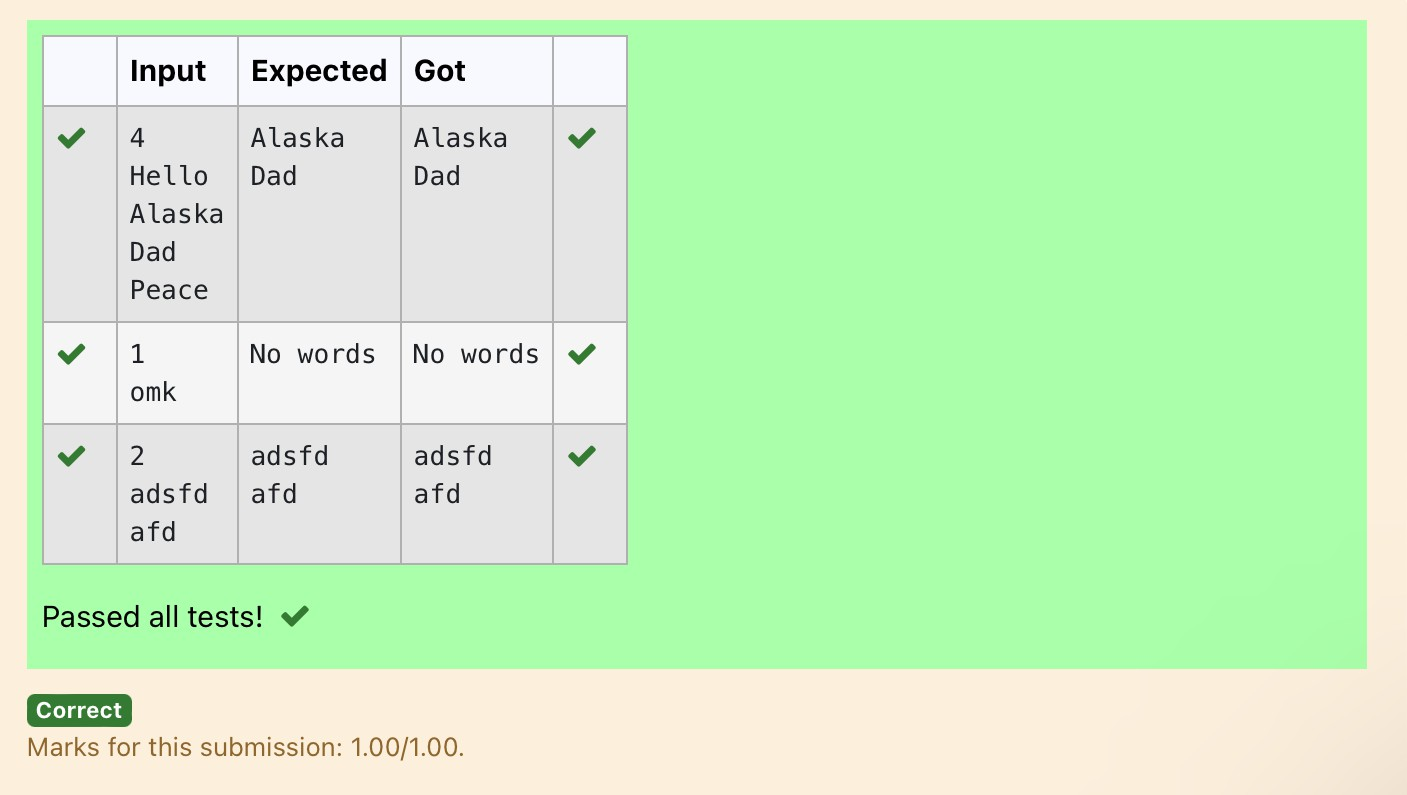 Input Expected Got
4 Alaska Alaska
Hello Dad Dad
Alaska
Dad
Peace
1 No words No words
omk
2 adsfd adsfd
adsfd afd afd
afd
Passed all tests!
Correct
Marks for this submission: 1.00/1.00.